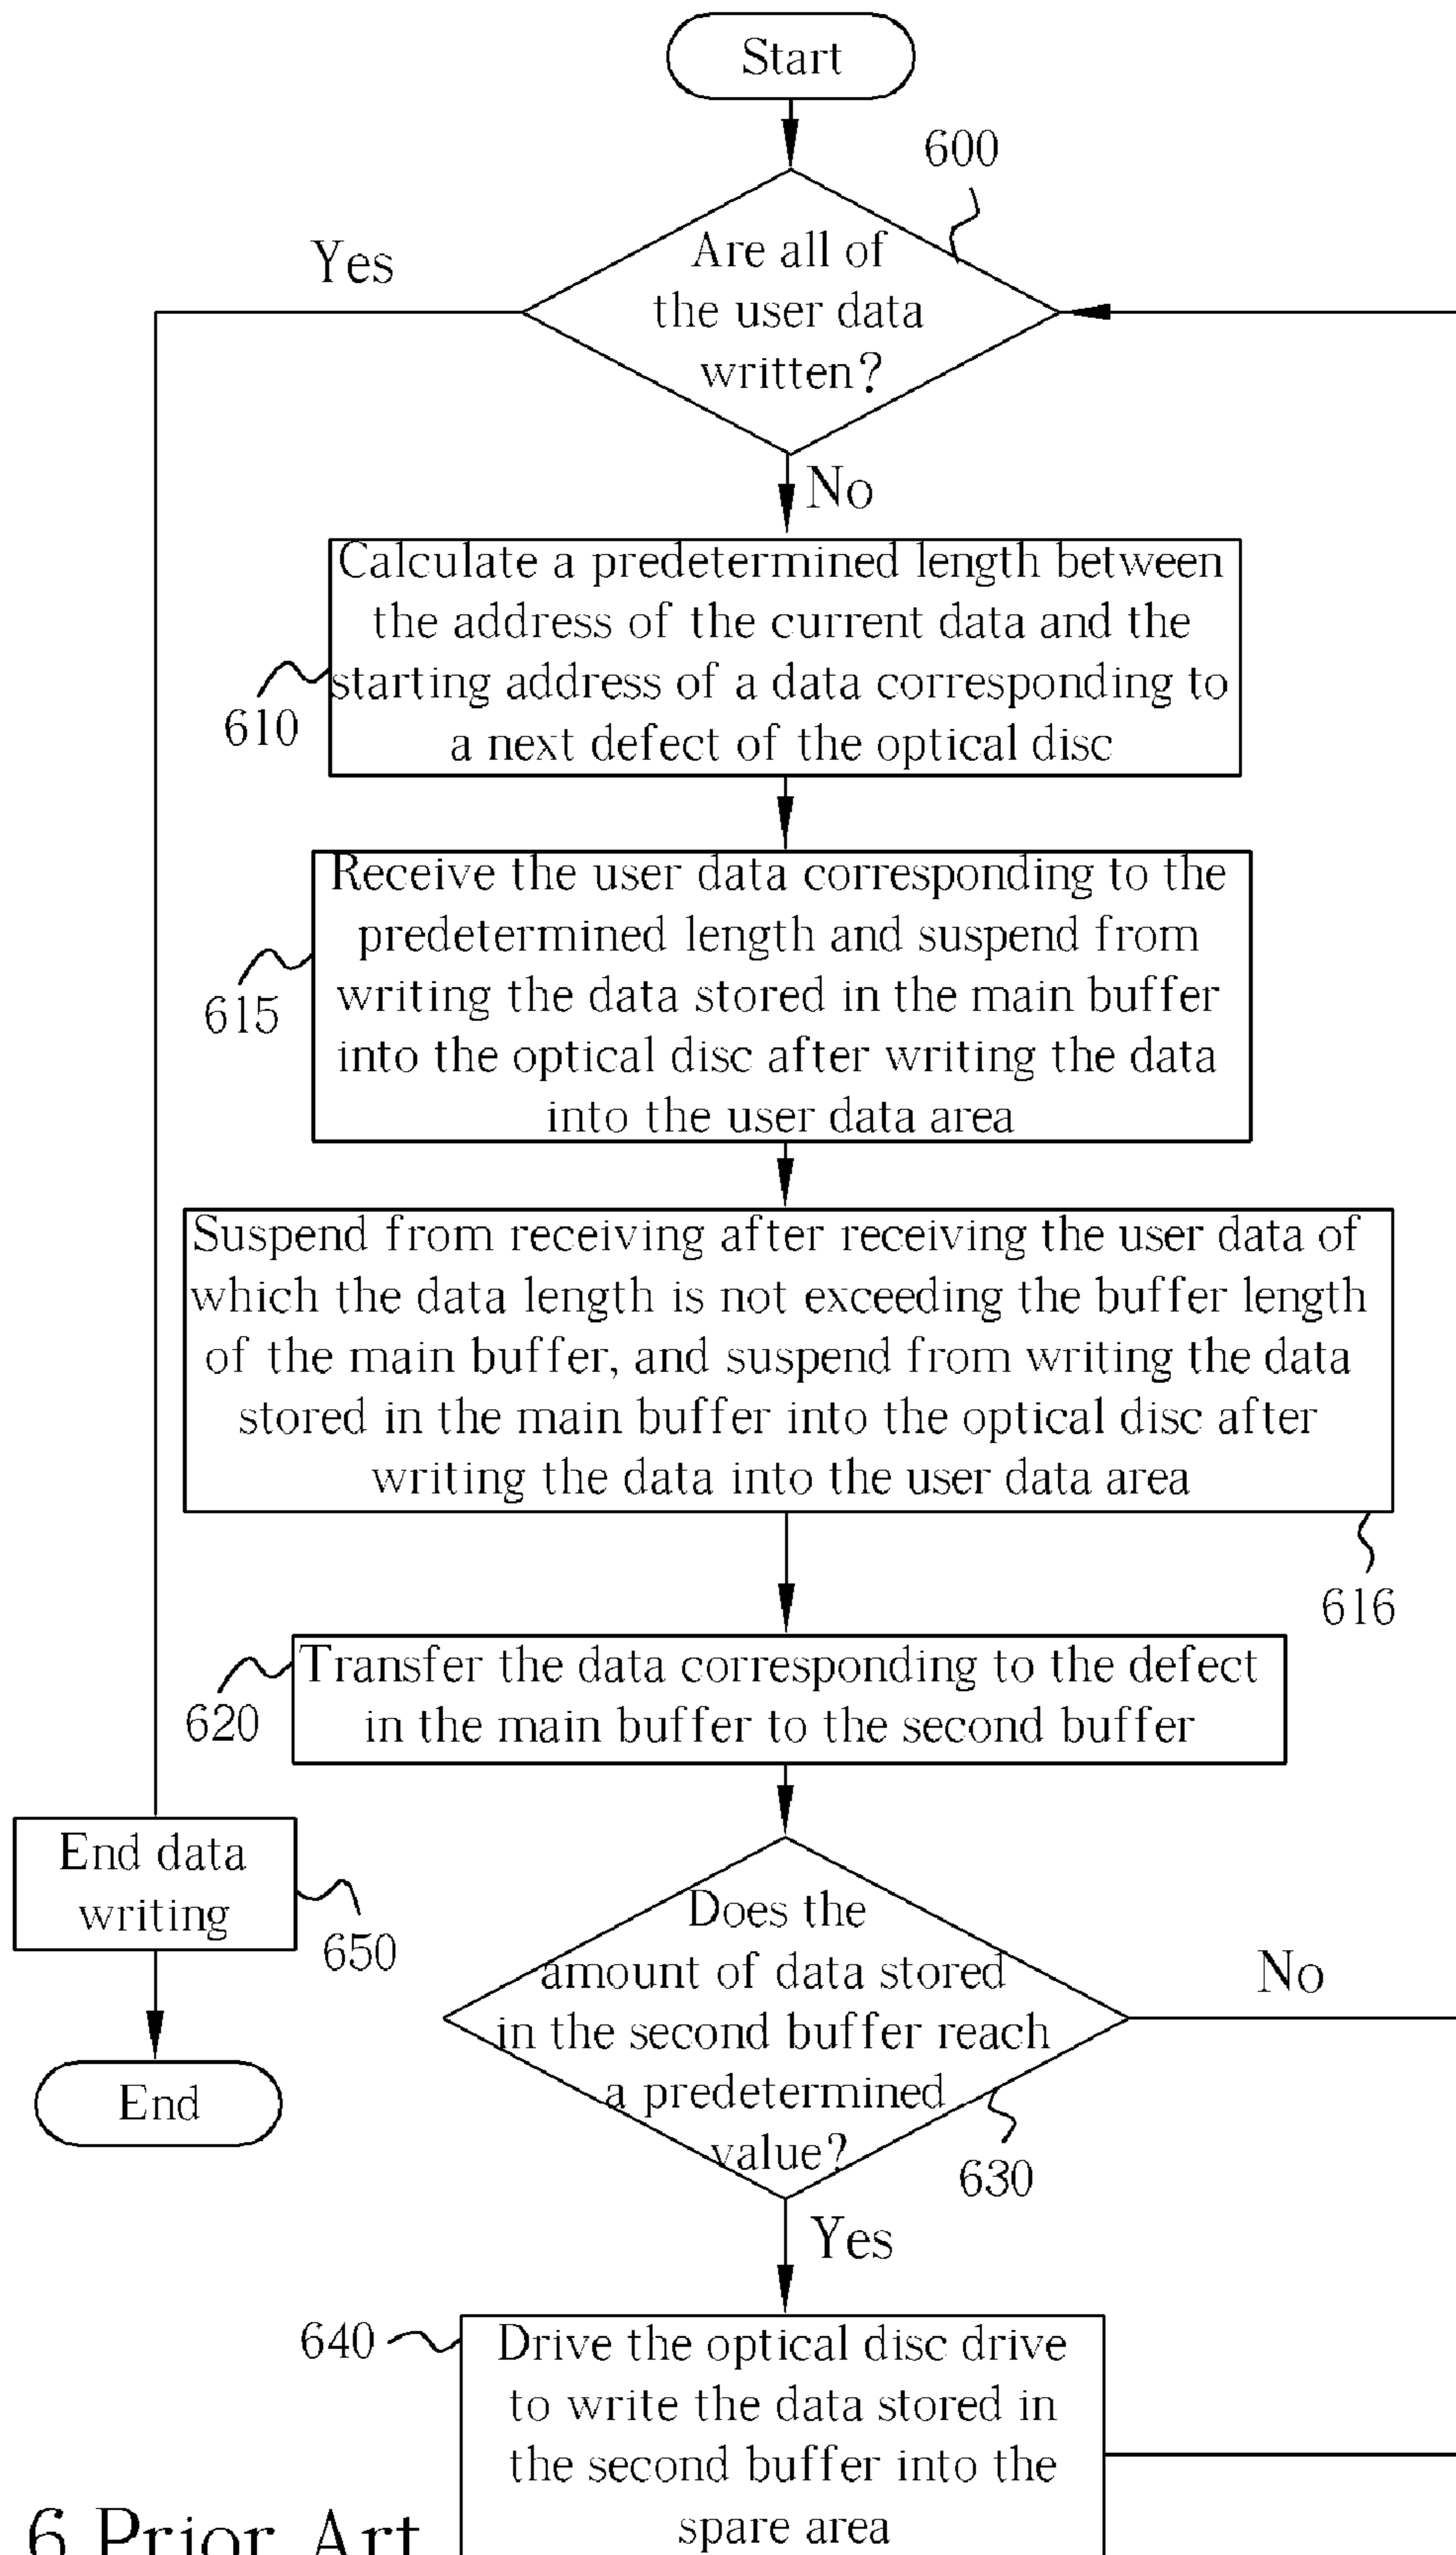 Start
600
Are all of
the user data
written?
Yes
No
Calculate a predetermined length between
the address of the current data and the
starting address of a data corresponding to
a next defect of the optical disc
610
Receive the user data corresponding to the
predetermined length and suspend from
writing the data stored in the main buffer
into the optical disc after writing the data
into the user data area
615
Suspend from receiving after receiving the user data of
which the data length is not exceeding the buffer length
of the main buffer, and suspend from writing the data
stored in the main buffer into the optical disc after
writing the data into the user data area
616
Transfer the data corresponding to the defect
in the main buffer to the second buffer
620
End data
writing
650
End
Does the
amount of data stored
in the second buffer reach
a predetermined
value?
No
630
Yes
640
Drive the optical disc drive
to write the data stored in
the second buffer into the
spare area
6 Prior Art